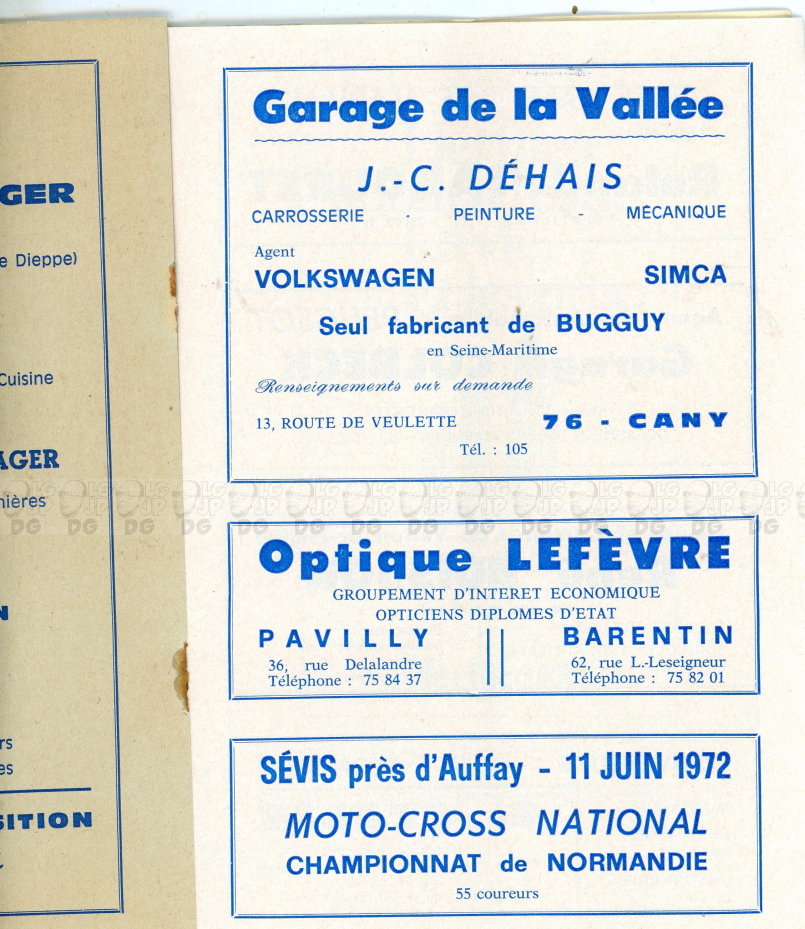 GER
e Dieppe)
Cuisine
AGER
nières
N
rs
es
SITION
Garage de la Vallée
J.-C. DÉHAIS
CARROSSERIE - PEINTURE - MÉCANIQUE
Agent
VOLKSWAGEN SIMCA
Seul fabricant de BUGGUY
en Seine-Maritime
Renseignements sur demande
13, ROUTE DE VEULETTE 76 - CANY
Tél. : 105
Optique LEFÈVRE
GROUPEMENT D'INTERET ECONOMIQUE
OPTICIENS DIPLOMES D'ETAT
PAVILLY BARENTIN
36, rue Delalandre 62, rue L.-Leseigneur
Téléphone : 75 84 37 Téléphone : 75 82 01
SÉVIS près d'Auffay - 11 JUIN 1972
MOTO-CROSS NATIONAL
CHAMPIONNAT de NORMANDIE
55 coureurs